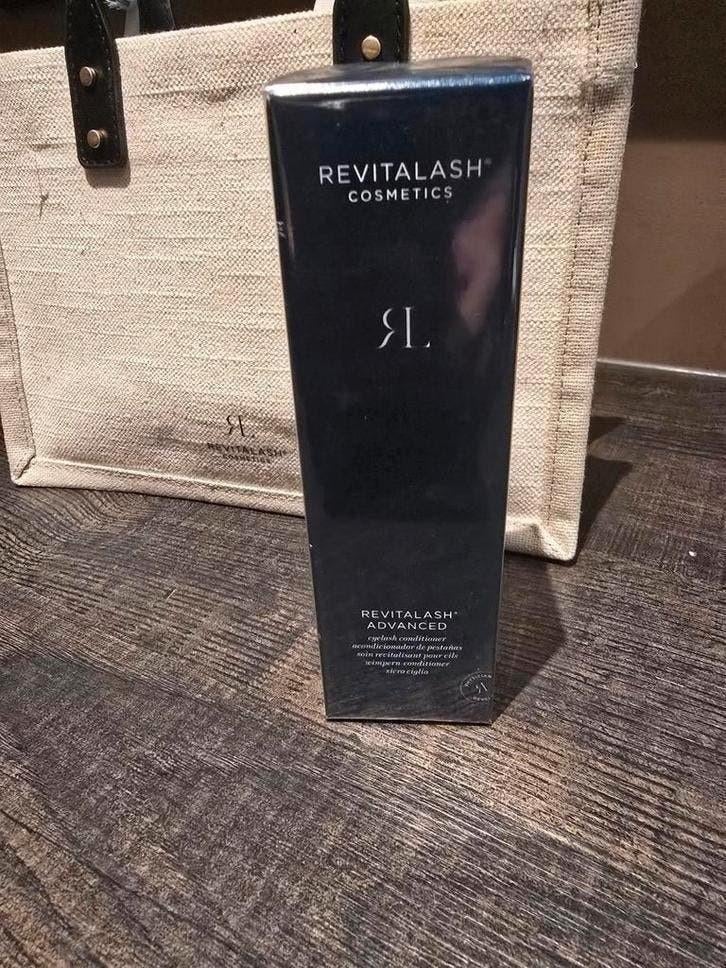 REVITALASH®
COSMETICS
RL
REVITALASH®
ADVANCED
eyelash conditioner
acondicionador de pestañas
soin revitalisant pour cils
wimpern-conditioner
siero ciglia
RL
REVITALASH®
COSMETICS